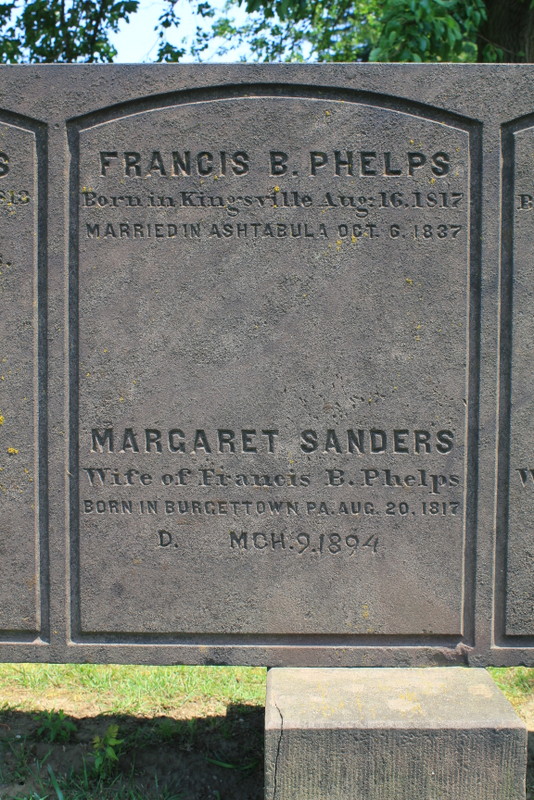 FRANCIS B. PHELPS
Born in Kingsville Aug: 16. 1817
MARRIED IN ASHTABULA OCT. 6. 1837
MARGARET SANDERS
Wife of Francis B. Phelps
BORN IN BURGETTOWN PA. AUG. 20. 1817
D. MCH. 9. 1894